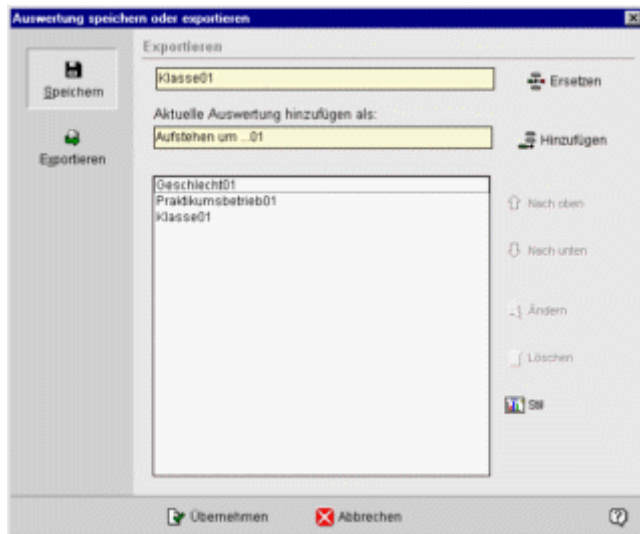 Auswertung speichern oder exportieren
Speichern
Exportieren
Exportieren
Klasse01
Ersetzen
Aktuelle Auswertung hinzufügen als:
Aufstehen um ...01
Hinzufügen
Geschlecht01
Praktikumsbetrieb01
Klasse01
Nach oben
Nach unten
Ändern
Löschen
Stil
Übernehmen
Abbrechen